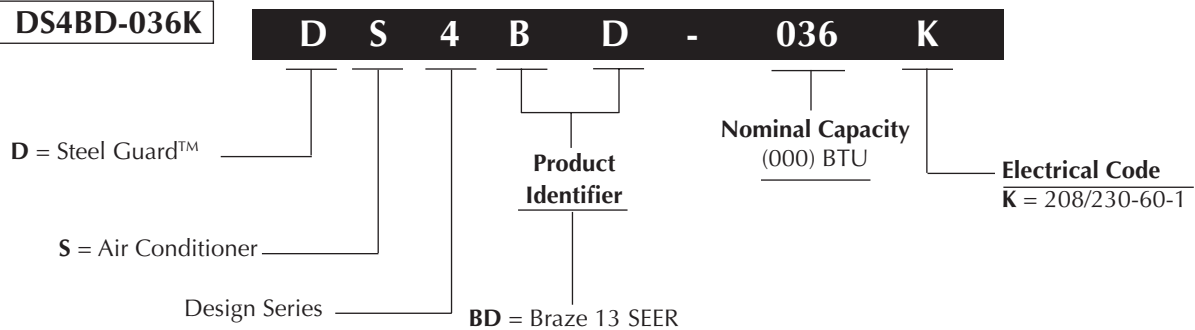 DS4BD-036K
D S 4 B D - 036 K
D = Steel Guard™
Nominal Capacity
(000) BTU
Product
Identifier
Electrical Code
K = 208/230-60-1
S = Air Conditioner
Design Series
BD = Braze 13 SEER